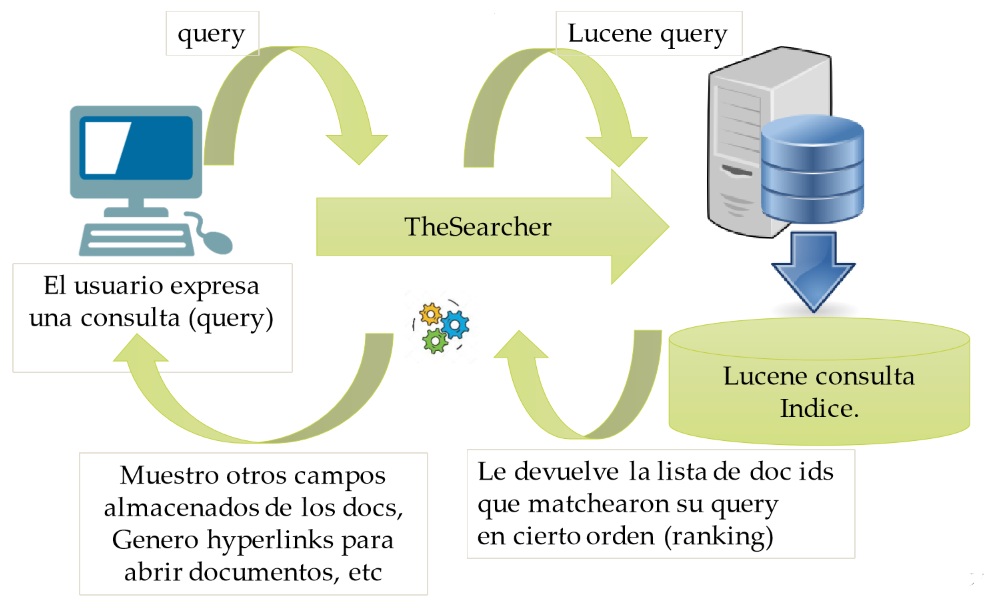 query
Lucene query
TheSearcher
El usuario expresa
una consulta (query)
Lucene consulta
Indice.
Muestro otros campos
almacenados de los docs,
Genero hyperlinks para
abrir documentos, etc
Le devuelve la lista de doc ids
que matchearon su query
en cierto orden (ranking)